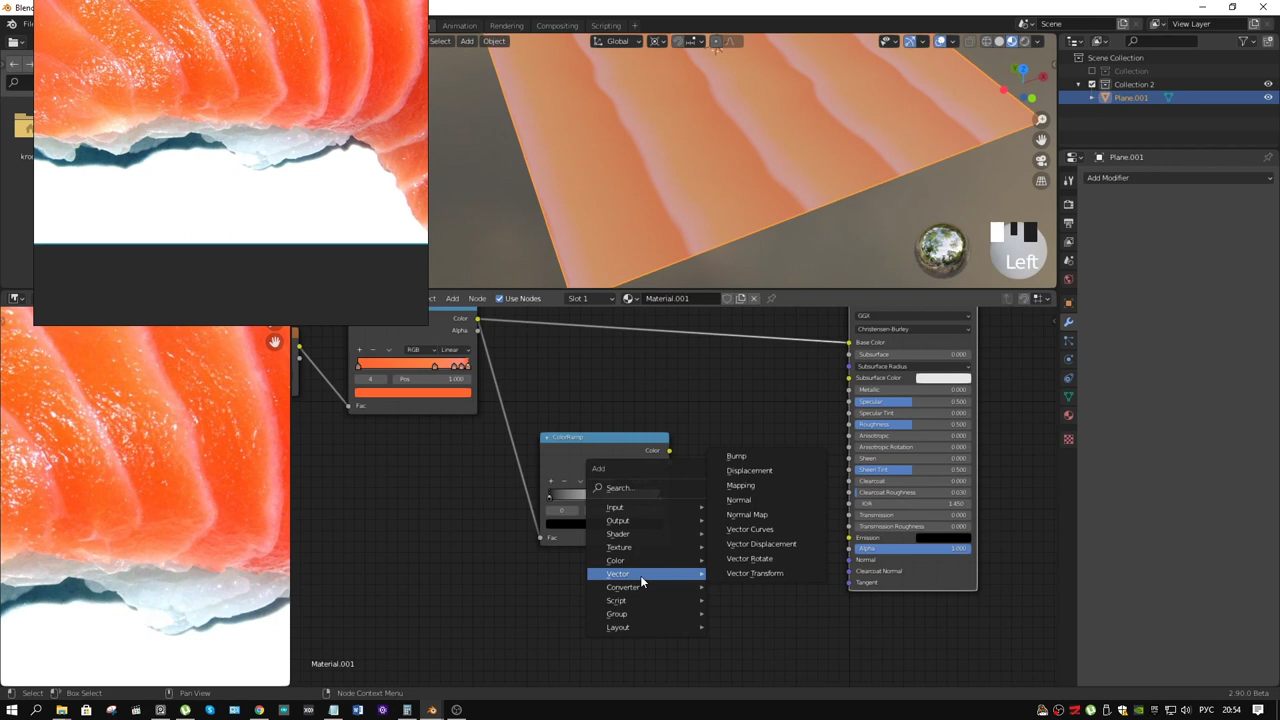 Blen
Animation Rendering Compositing Scripting +
Scene
View Layer
Select Add Object
Global
Scene Collection
Collection
Collection 2
Plane.001
Plane.001
Add Modifier
Left
Add Node Use Nodes Slot 1 Material.001
Color
Alpha
RGB Linear
4 Pos 1.000
Fac
ColorRamp
Color
0
Fac
Add
Search...
Input
Output
Shader
Texture
Color
Vector
Converter
Script
Group
Layout
Bump
Displacement
Mapping
Normal
Normal Map
Vector Curves
Vector Displacement
Vector Rotate
Vector Transform
GGX
Christensen-Burley
Base Color
Subsurface 0.000
Subsurface Radius
Subsurface Color
Metallic 0.000
Specular 0.500
Specular Tint 0.000
Roughness 0.500
Anisotropic 0.000
Anisotropic Rotation 0.000
Sheen 0.000
Sheen Tint 0.500
Clearcoat 0.000
Clearcoat Roughness 0.030
IOR 1.450
Transmission 0.000
Transmission Roughness 0.000
Emission
Alpha 1.000
Normal
Clearcoat Normal
Tangent
Material.001
Select Box Select Pan View Node Context Menu 2.90.0 Beta
РУС 20:54